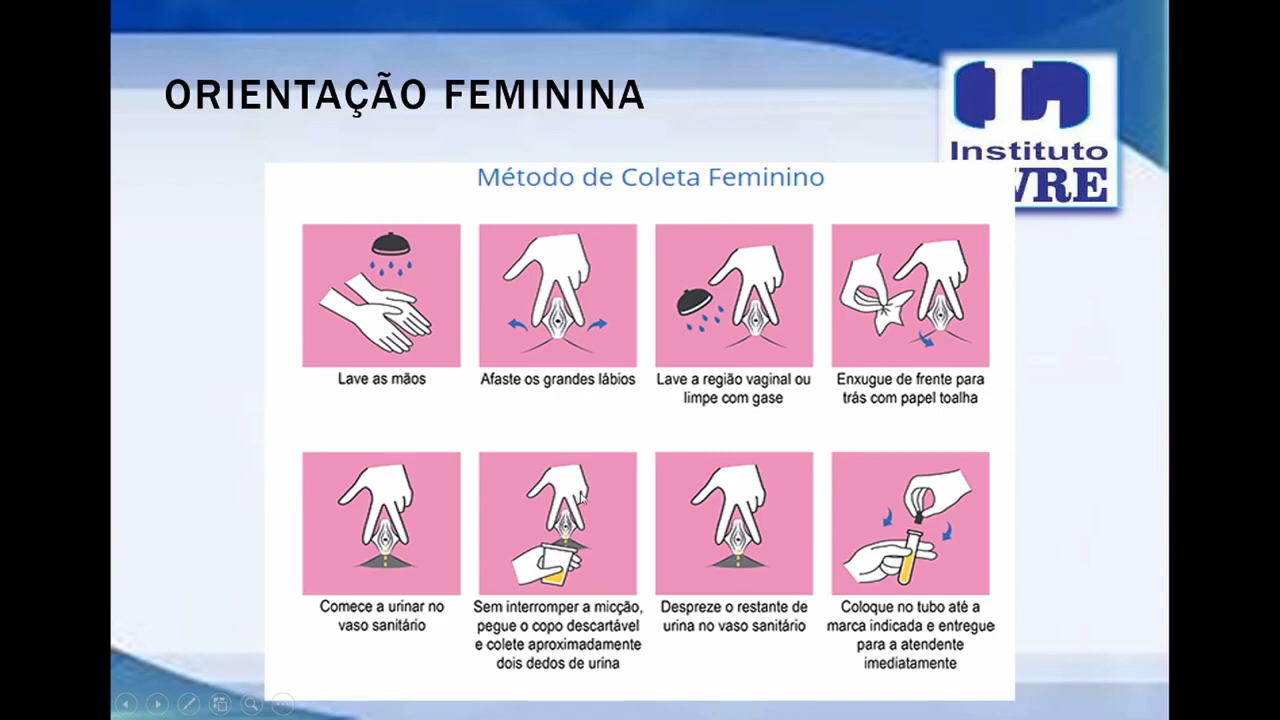 ORIENTAÇÃO FEMININA
Instituto
Método de Coleta Feminino
Lave as mãos
Afaste os grandes lábios
Lave a região vaginal ou
limpe com gase
Enxugue de frente para
trás com papel toalha
Comece a urinar no
vaso sanitário
Sem interromper a micção,
pegue o copo descartável
e colete aproximadamente
dois dedos de urina
Despreze o restante de
urina no vaso sanitário
Coloque no tubo até a
marca indicada e entregue
para a atendente
imediatamente